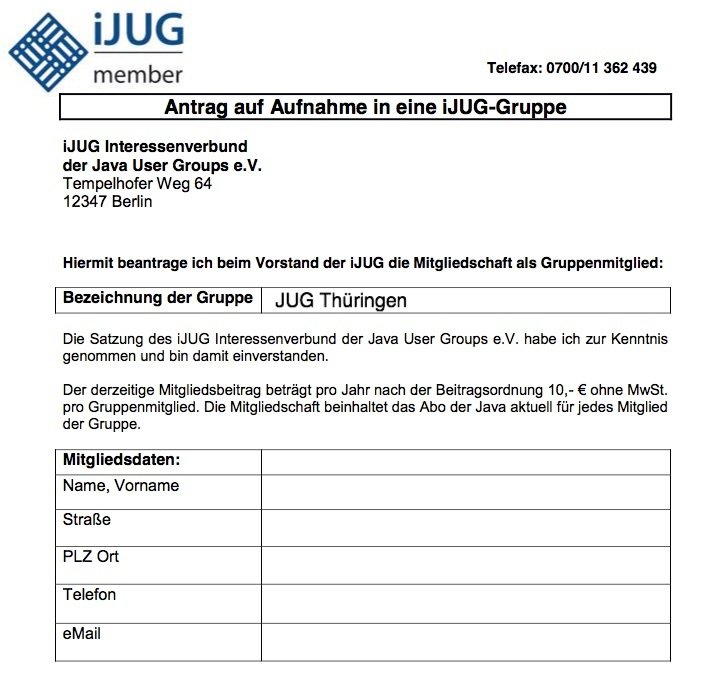 iJUG
member
Telefax: 0700/11 362 439
Antrag auf Aufnahme in eine iJUG-Gruppe
iJUG Interessenverbund
der Java User Groups e.V.
Tempelhofer Weg 64
12347 Berlin
Hiermit beantrage ich beim Vorstand der iJUG die Mitgliedschaft als Gruppenmitglied:
Bezeichnung der Gruppe JUG Thüringen
Die Satzung des iJUG Interessenverbund der Java User Groups e.V. habe ich zur Kenntnis
genommen und bin damit einverstanden.
Der derzeitige Mitgliedsbeitrag beträgt pro Jahr nach der Beitragsordnung 10,- € ohne MwSt.
pro Gruppenmitglied. Die Mitgliedschaft beinhaltet das Abo der Java aktuell für jedes Mitglied
der Gruppe.
Mitgliedsdaten:
Name, Vorname
Straße
PLZ Ort
Telefon
eMail